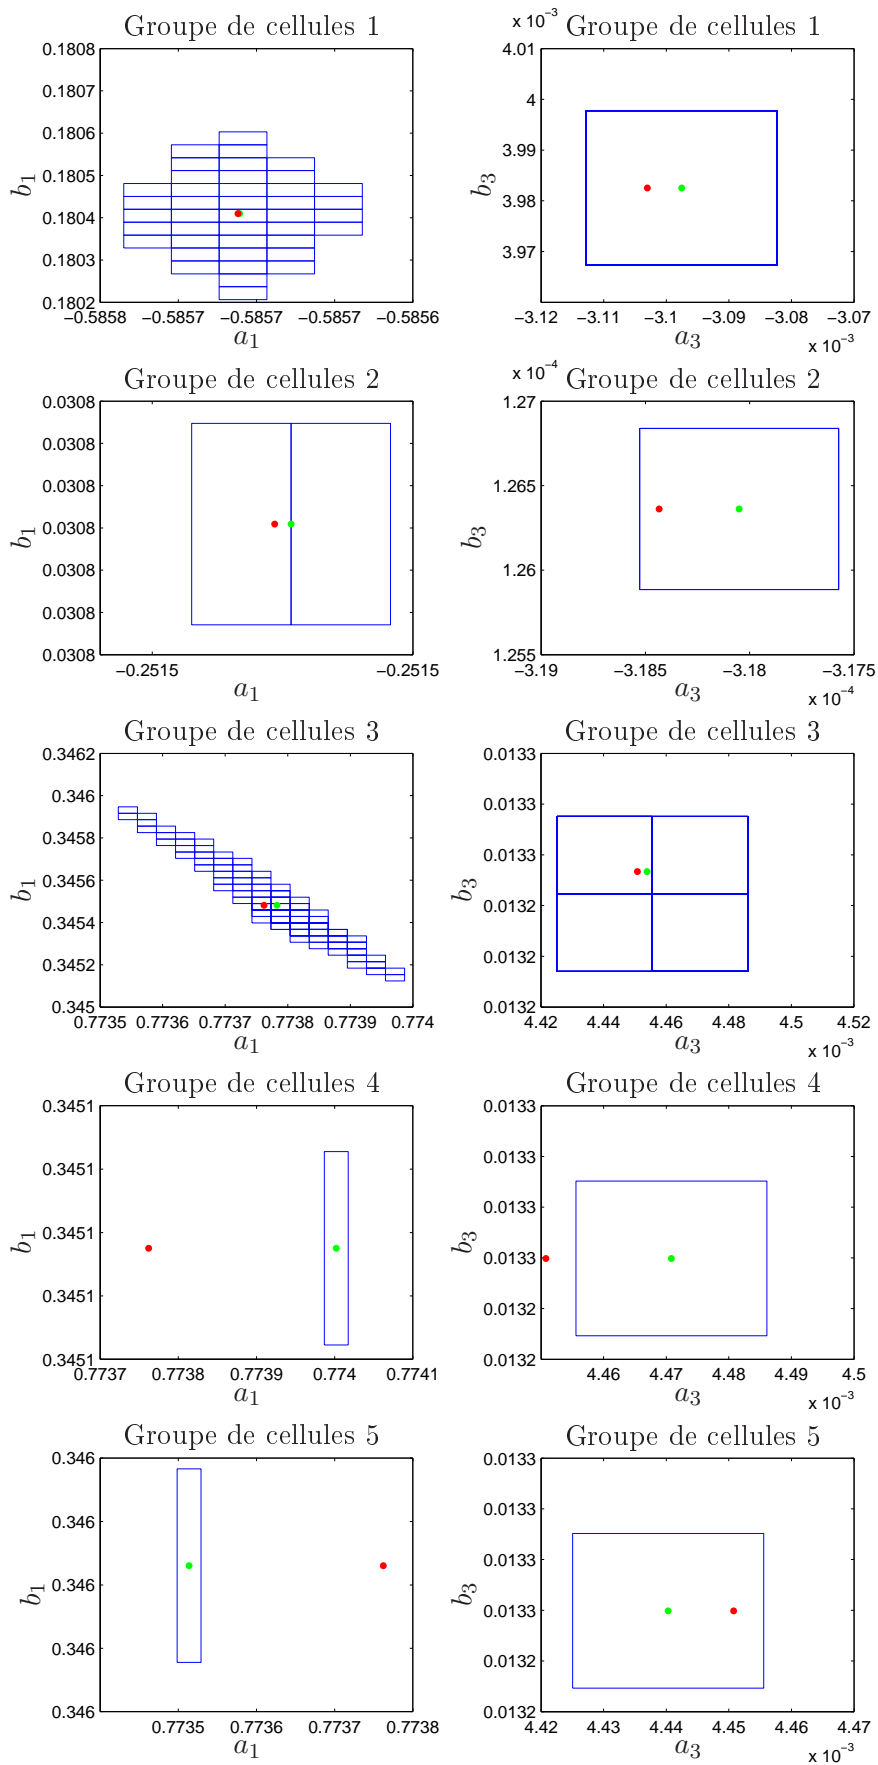 Groupe de cellules 1
0.1808
0.1807
0.1806
0.1805
0.1804
0.1803
0.1802
b1
−0.5858 −0.5857 −0.5857 −0.5857 −0.5856
a1
Groupe de cellules 1
x 10−3
4.01
4
3.99
3.98
3.97
b3
−3.12 −3.11 −3.1 −3.09 −3.08 −3.07
a3
x 10−3
Groupe de cellules 2
0.0308
0.0308
0.0308
0.0308
0.0308
0.0308
0.0308
b1
−0.2515 −0.2515
a1
Groupe de cellules 2
x 10−4
1.27
1.265
1.26
1.255
b3
−3.19 −3.185 −3.18 −3.175
a3
x 10−4
Groupe de cellules 3
0.3462
0.346
0.3458
0.3456
0.3454
0.3452
0.345
b1
0.7735 0.7736 0.7737 0.7738 0.7739 0.774
a1
Groupe de cellules 3
0.0133
0.0133
0.0133
0.0132
0.0132
0.0132
b3
4.42 4.44 4.46 4.48 4.5 4.52
a3
x 10−3
Groupe de cellules 4
0.3451
0.3451
0.3451
0.3451
0.3451
b1
0.7737 0.7738 0.7739 0.774 0.7741
a1
Groupe de cellules 4
0.0133
0.0133
0.0133
0.0133
0.0132
0.0132
b3
4.46 4.47 4.48 4.49 4.5
a3
x 10−3
Groupe de cellules 5
0.346
0.346
0.346
0.346
0.346
b1
0.7735 0.7736 0.7737 0.7738
a1
Groupe de cellules 5
0.0133
0.0133
0.0133
0.0133
0.0132
0.0132
b3
4.42 4.43 4.44 4.45 4.46 4.47
a3
x 10−3